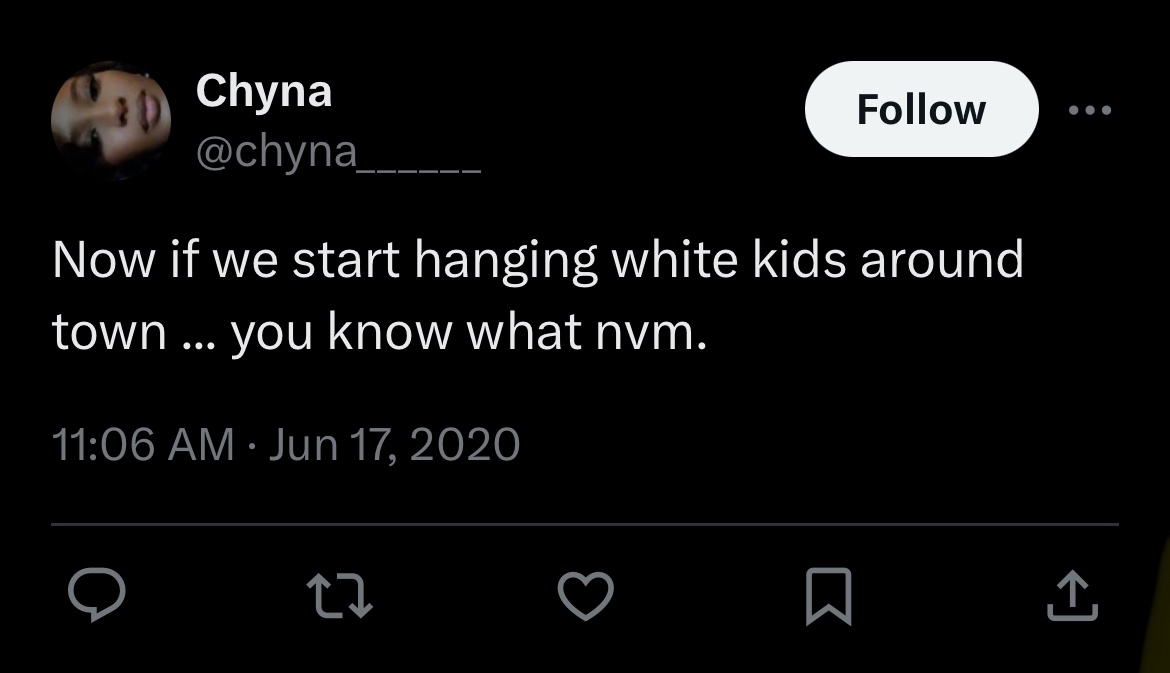 Chyna
Follow
@chyna______
Now if we start hanging white kids around
town ... you know what nvm.
11:06 AM · Jun 17, 2020